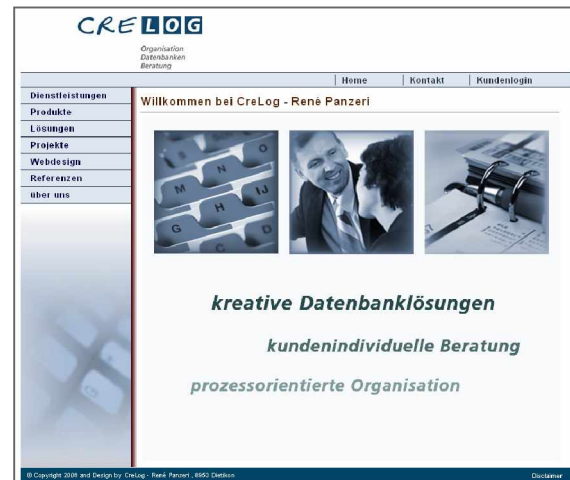 CRELOG
Organisation
Datenbanken
Beratung
Home | Kontakt | Kundenlogin
Dienstleistungen
Produkte
Lösungen
Projekte
Webdesign
Referenzen
über uns
Willkommen bei CreLog - René Panzeri
O
M N
H IJ
G
C D
kreative Datenbanklösungen
kundenindividuelle Beratung
prozessorientierte Organisation
© Copyright 2006 and Design by CreLog - René Panzeri , 8953 Dietikon
Disclaimer